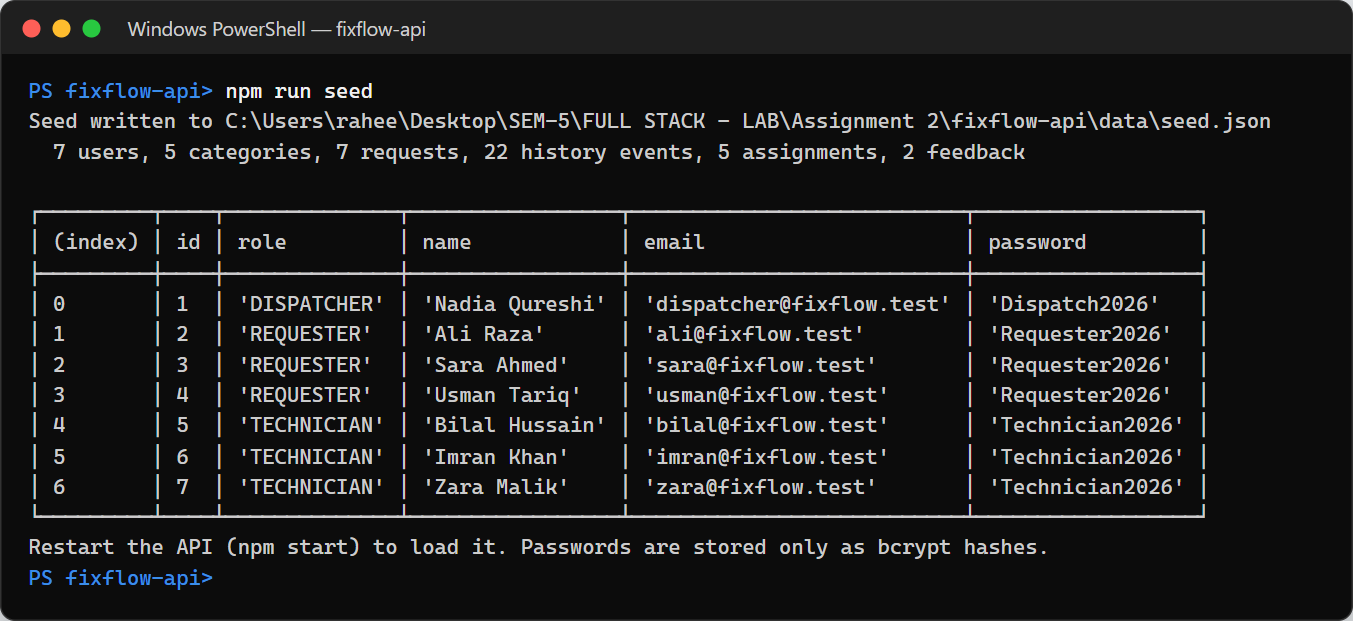 Windows PowerShell — fixflow-api
PS fixflow-api> npm run seed
Seed written to C:\Users\rahee\Desktop\SEM-5\FULL STACK - LAB\Assignment 2\fixflow-api\data\seed.json
7 users, 5 categories, 7 requests, 22 history events, 5 assignments, 2 feedback
(index) │ id │ role │ name │ email │ password
0 │ 1 │ 'DISPATCHER' │ 'Nadia Qureshi' │ 'dispatcher@fixflow.test' │ 'Dispatch2026'
1 │ 2 │ 'REQUESTER' │ 'Ali Raza' │ 'ali@fixflow.test' │ 'Requester2026'
2 │ 3 │ 'REQUESTER' │ 'Sara Ahmed' │ 'sara@fixflow.test' │ 'Requester2026'
3 │ 4 │ 'REQUESTER' │ 'Usman Tariq' │ 'usman@fixflow.test' │ 'Requester2026'
4 │ 5 │ 'TECHNICIAN' │ 'Bilal Hussain' │ 'bilal@fixflow.test' │ 'Technician2026'
5 │ 6 │ 'TECHNICIAN' │ 'Imran Khan' │ 'imran@fixflow.test' │ 'Technician2026'
6 │ 7 │ 'TECHNICIAN' │ 'Zara Malik' │ 'zara@fixflow.test' │ 'Technician2026'
Restart the API (npm start) to load it. Passwords are stored only as bcrypt hashes.
PS fixflow-api>